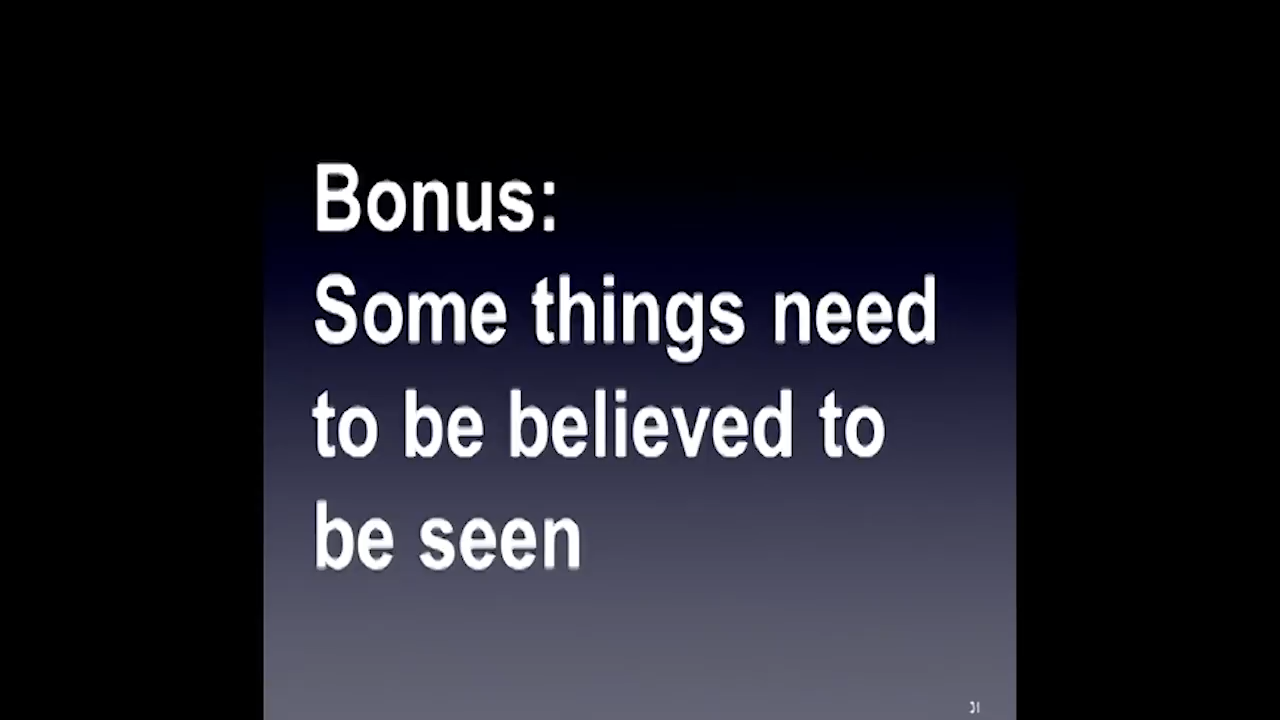 Bonus:
Some things need
to be believed to
be seen